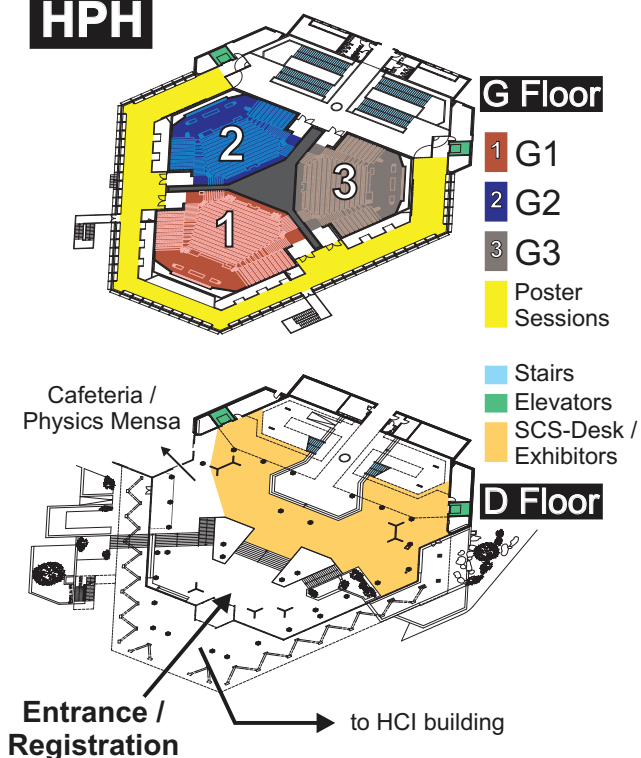 HPH
G Floor
1 G1
2 G2
3 G3
Poster
Sessions
2
3
1
Stairs
Elevators
SCS-Desk /
Exhibitors
D Floor
Cafeteria /
Physics Mensa
Entrance /
Registration
to HCI building